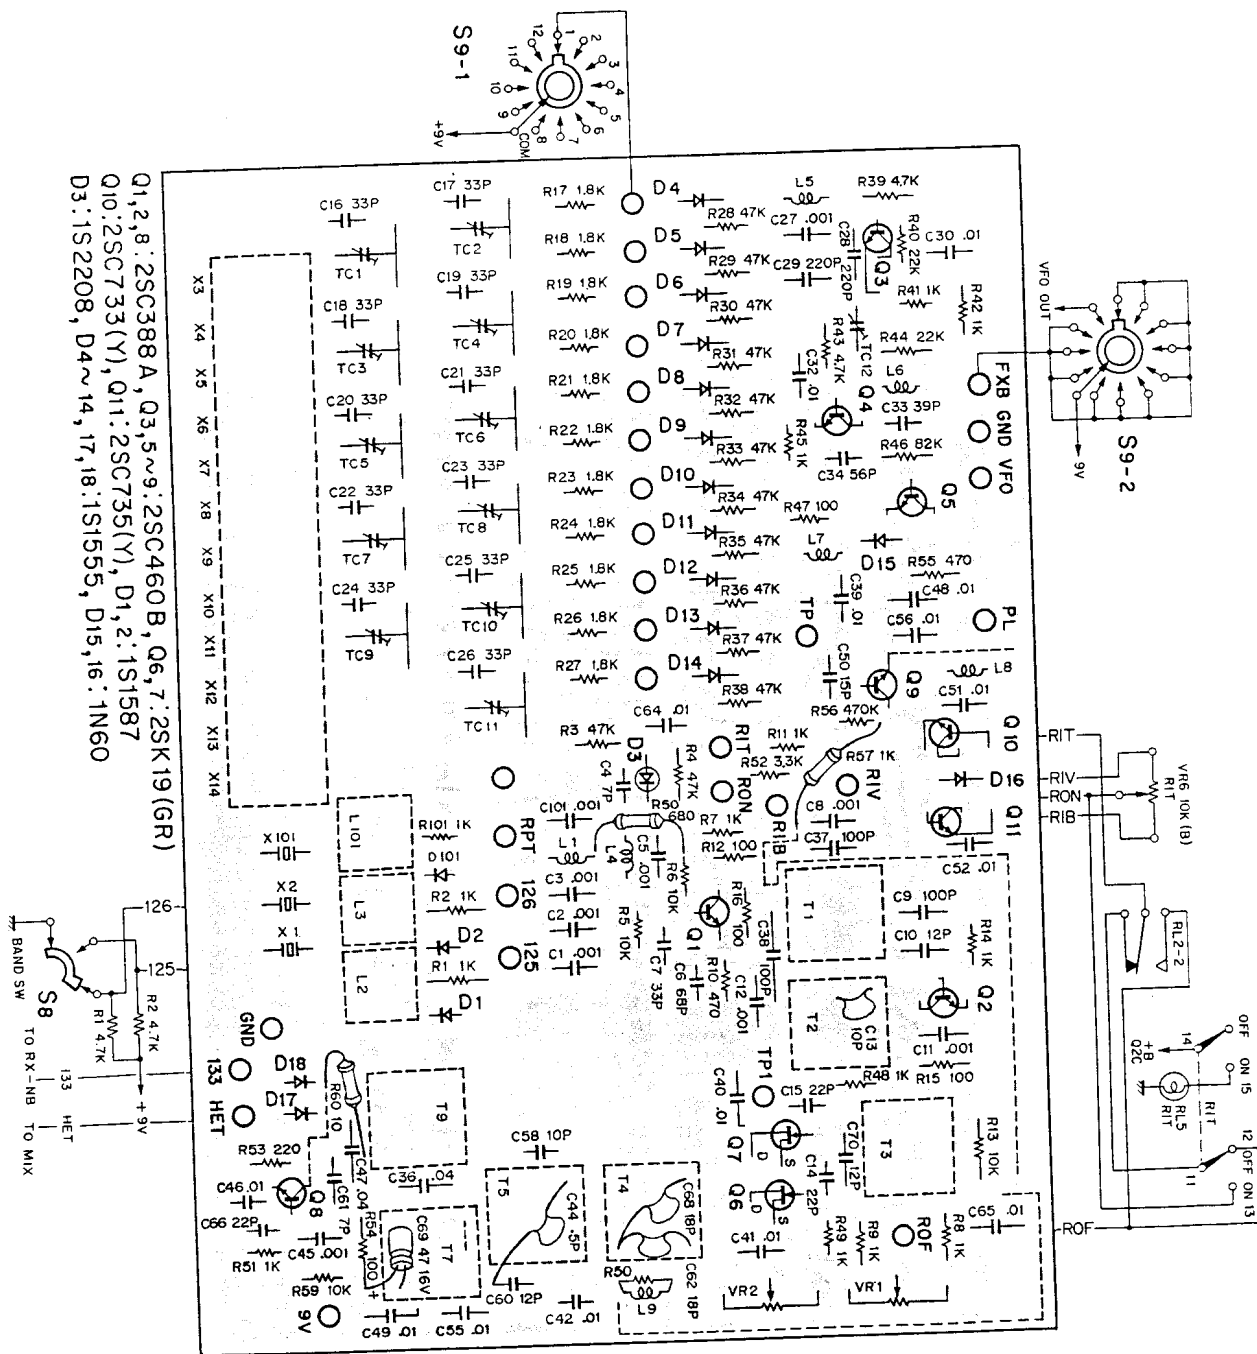 S9-1
1
2
3
4
5
6
7
8
9
10
11
12
COM
+9V
Q1,2,8:2SC388A, Q3,5~9:2SC460B, Q6,7:2SK19(GR)
Q10:2SC733(Y), Q11:2SC735(Y), D1,2:1S1587
D3:1S2208, D4~14,17,18:1S1555, D15,16:1N60
C16 33P
C17 33P
R17 1.8K
D4
L5
R39 4.7K
R28 47K
C27 .001
C28 220P
Q3
R40 22K
C30 .01
TC1
TC2
R18 1.8K
D5
R29 47K
C29 220P
VFO OUT
X3
C18 33P
C19 33P
R19 1.8K
D6
R30 47K
R41 1K
R42 1K
X4
TC3
TC4
R20 1.8K
D7
R31 47K
R43 4.7K
TC12
R44 22K
X5
C20 33P
C21 33P
R21 1.8K
D8
R32 47K
C32 .01
Q4
L6
C33 39P
FXB
GND
VFO
S9-2
9V
X6
TC5
TC6
R22 1.8K
D9
R33 47K
R45 1K
R46 82K
C34 56P
X7
C22 33P
C23 33P
R23 1.8K
D10
R34 47K
Q5
X8
TC7
TC8
R24 1.8K
D11
R35 47K
R47 100
L7
D15
X9
C24 33P
C25 33P
R25 1.8K
D12
R36 47K
C39 .01
R55 470
C48 .01
X10
TC9
TC10
R26 1.8K
D13
R37 47K
TP
C56 .01
PL
X11
C26 33P
R27 1.8K
D14
R38 47K
C50 15P
Q9
L8
C51 .01
X12
TC11
C64 .01
R56 470K
Q10
X13
R3 47K
D3
R4 47K
RIT
R11 1K
R57 1K
RIT
X14
C4 7P
R52 3.3K
RIV
D16
RIV
RON
RIB
VR6 10K (B)
RIT
L101
C101 .001
R50 680
RON
RIB
C8 .001
Q11
X101
R101 1K
RPT
L1
L4
C5 .001
R7 1K
R12 100
C37 100P
C52 .01
D101
R6 10K
X2
L3
R2 1K
126
C3 .001
C2 .001
R5 10K
Q1
R16 100
T1
C9 100P
C10 12P
R14 1K
RL2-2
X1
D2
125
C1 .001
C7 33P
C6 68P
R10 470
C38 100P
C12 .001
126
125
BAND SW
S8
R1 4.7K
R2 4.7K
L2
R1 1K
D1
T2
C13 10P
Q2
C11 .001
GND
TP1
R48 1K
R15 100
133
HET
D18
D17
R60 10
T9
C40 .01
C15 22P
OFF
ON 15
14
+B
Q2C
RL5
RIT
RIT
12
OFF
ON 13
11
TO RX-NB
133
TO MIX
HET
+9V
R53 220
C46 .01
Q8
C61 7P
C47 .04
C36 .04
C58 10P
Q7
D
S
C14 22P
C70 12P
T3
R13 10K
T5
C44 .5P
T4
C68 18P
Q6
D
S
C66 22P
C45 .001
R51 1K
R54 100
C69 47 16V
T7
C41 .01
R49 1K
R9 1K
ROF
R8 1K
C65 .01
ROF
R59 10K
C60 12P
R50
L9
C62 18P
VR2
VR1
9V
C49 .01
C55 .01
C42 .01